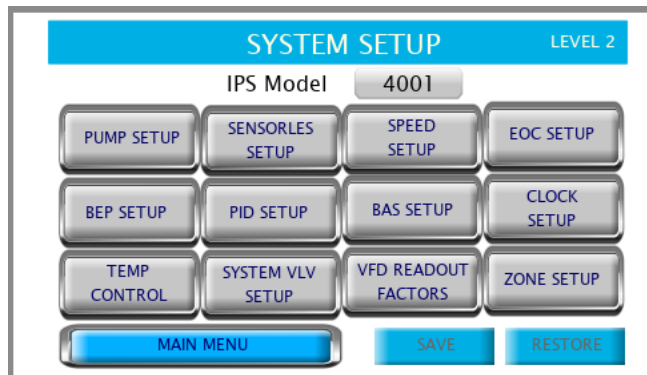 SYSTEM SETUP LEVEL 2
IPS Model 4001
PUMP SETUP
SENSORLES
SETUP
SPEED
SETUP
EOC SETUP
BEP SETUP
PID SETUP
BAS SETUP
CLOCK
SETUP
TEMP
CONTROL
SYSTEM VLV
SETUP
VFD READOUT
FACTORS
ZONE SETUP
MAIN MENU
SAVE
RESTORE